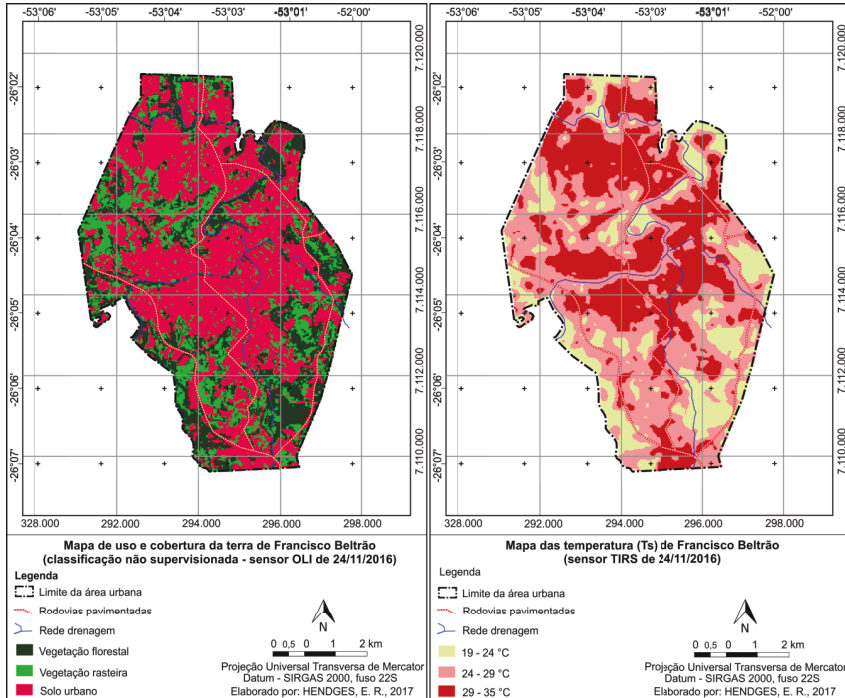 -53°06' -53°04' -53°03' -53°01' -52°00'
-26°02'
-26°03'
-26°04'
-26°05'
-26°06'
-26°07'
7.120.000
7.118.000
7.116.000
7.114.000
7.112.000
7.110.000
328.000 292.000 294.000 296.000 298.000
Mapa de uso e cobertura da terra de Francisco Beltrão
(classificação não supervisionada - sensor OLI de 24/11/2016)
Legenda
Limite da área urbana
Rodovias pavimentadas
Rede drenagem
Vegetação florestal
Vegetação rasteira
Solo urbano
N
0 0,5 0 1 2 km
Projeção Universal Transversa de Mercator
Datum - SIRGAS 2000, fuso 22S
Elaborado por: HENDGES, E. R., 2017
-53°06' -53°04' -53°03' -53°01' -52°00'
-26°02'
-26°03'
-26°04'
-26°05'
-26°06'
-26°07'
7.120.000
7.118.000
7.116.000
7.114.000
7.112.000
7.110.000
328.000 292.000 294.000 296.000 298.000
Mapa das temperatura (Ts) de Francisco Beltrão
(sensor TIRS de 24/11/2016)
Legenda
Limite da área urbana
Rodovias pavimentadas
Rede drenagem
19 - 24 °C
24 - 29 °C
29 - 35 °C
N
0 0,5 0 1 2 km
Projeção Universal Transversa de Mercator
Datum - SIRGAS 2000, fuso 22S
Elaborado por: HENDGES, E. R., 2017